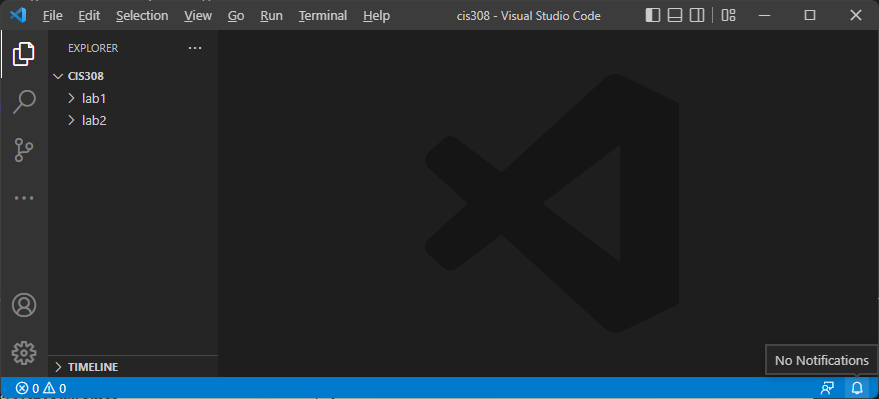 File Edit Selection View Go Run Terminal Help cis308 - Visual Studio Code
EXPLORER
CIS308
lab1
lab2
TIMELINE
No Notifications
0 0